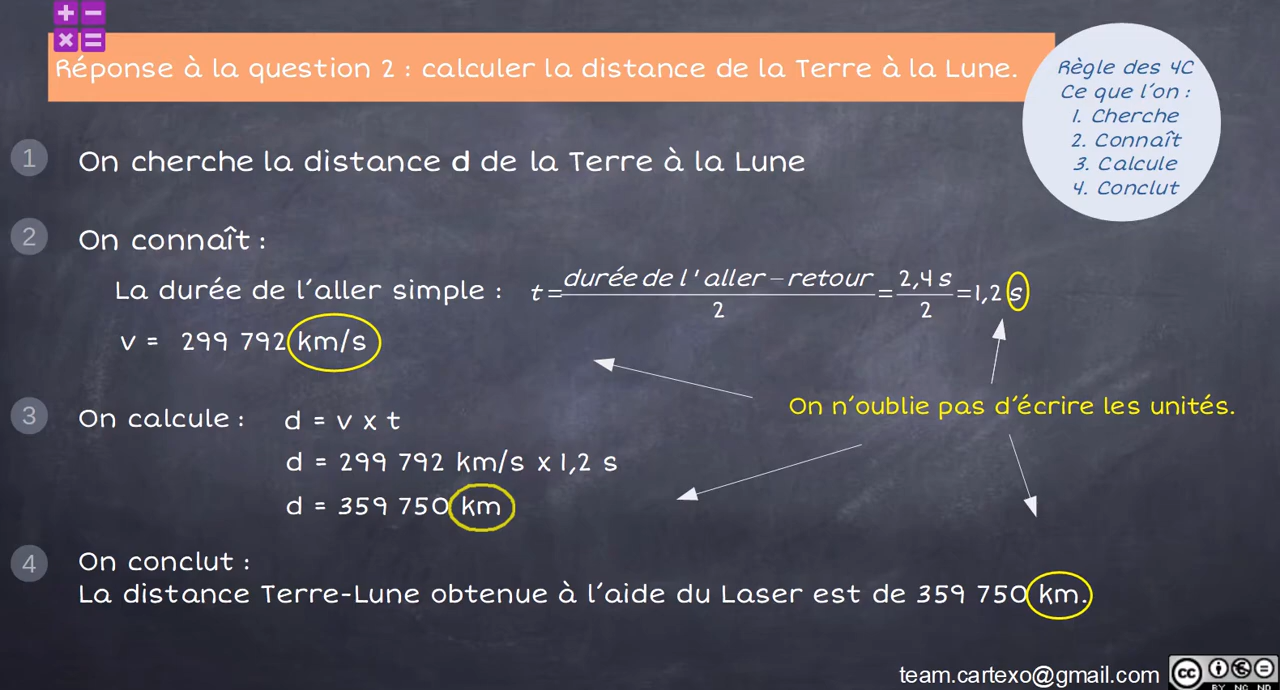 Réponse à la question 2 : calculer la distance de la Terre à la Lune.
Règle des 4C
Ce que l'on :
1. Cherche
2. Connaît
3. Calcule
4. Conclut
1 On cherche la distance d de la Terre à la Lune
2 On connaît :
La durée de l'aller simple : t = durée de l'aller – retour / 2 = 2,4 s / 2 = 1,2 s
v = 299 792 km/s
On n'oublie pas d'écrire les unités.
3 On calcule : d = v x t
d = 299 792 km/s x 1,2 s
d = 359 750 km
4 On conclut :
La distance Terre-Lune obtenue à l'aide du Laser est de 359 750 km.
team.cartexo@gmail.com
cc
BY NC ND